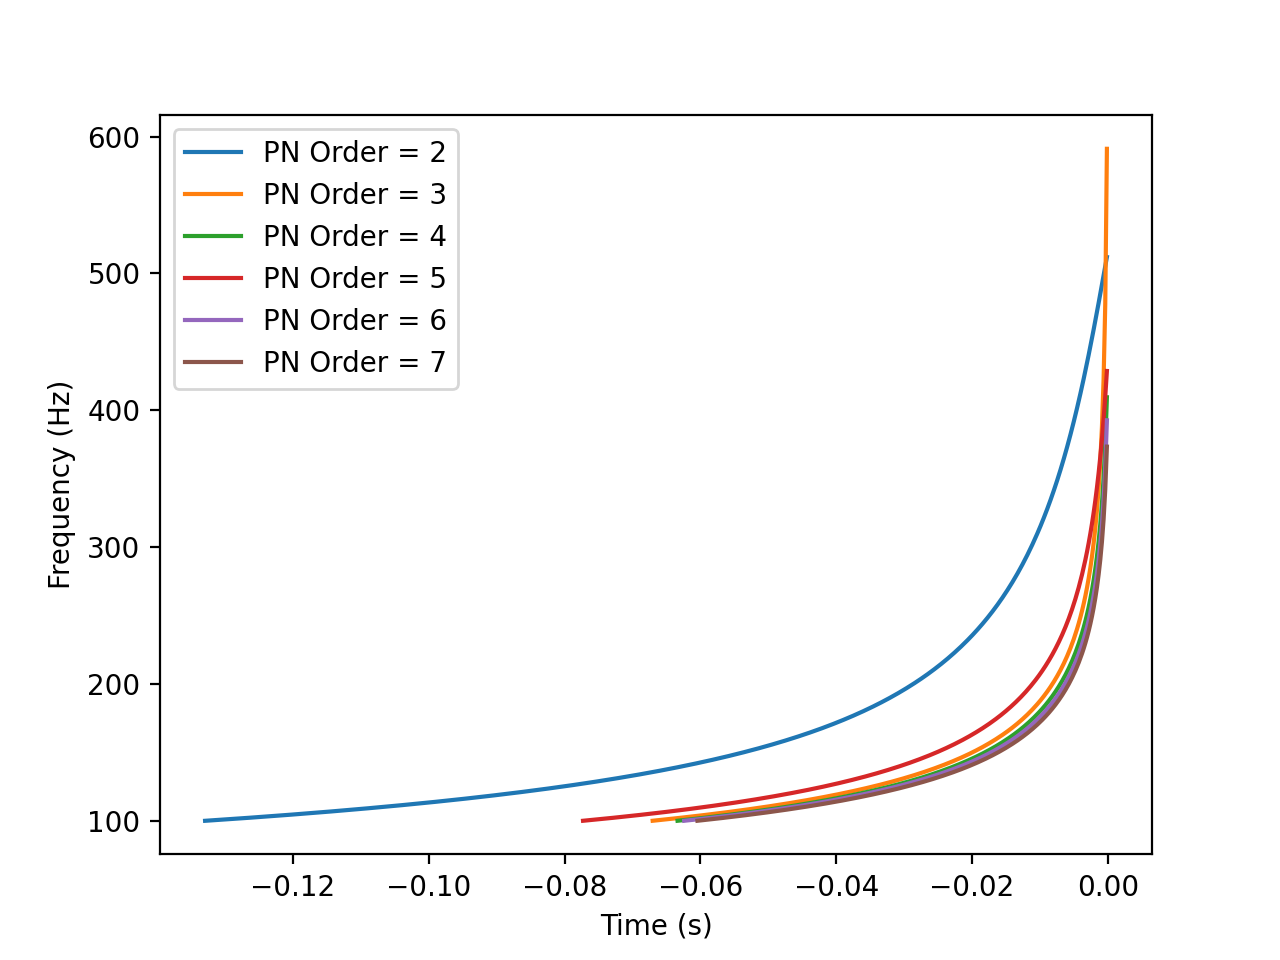 600
500
400
300
200
100
Frequency (Hz)
PN Order = 2
PN Order = 3
PN Order = 4
PN Order = 5
PN Order = 6
PN Order = 7
−0.12 −0.10 −0.08 −0.06 −0.04 −0.02 0.00
Time (s)